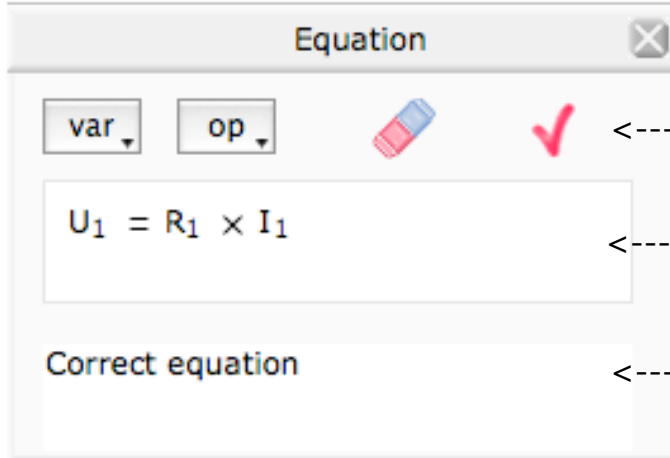 Equation
var op
<---
U₁ = R₁ × I₁
<---
Correct equation
<---